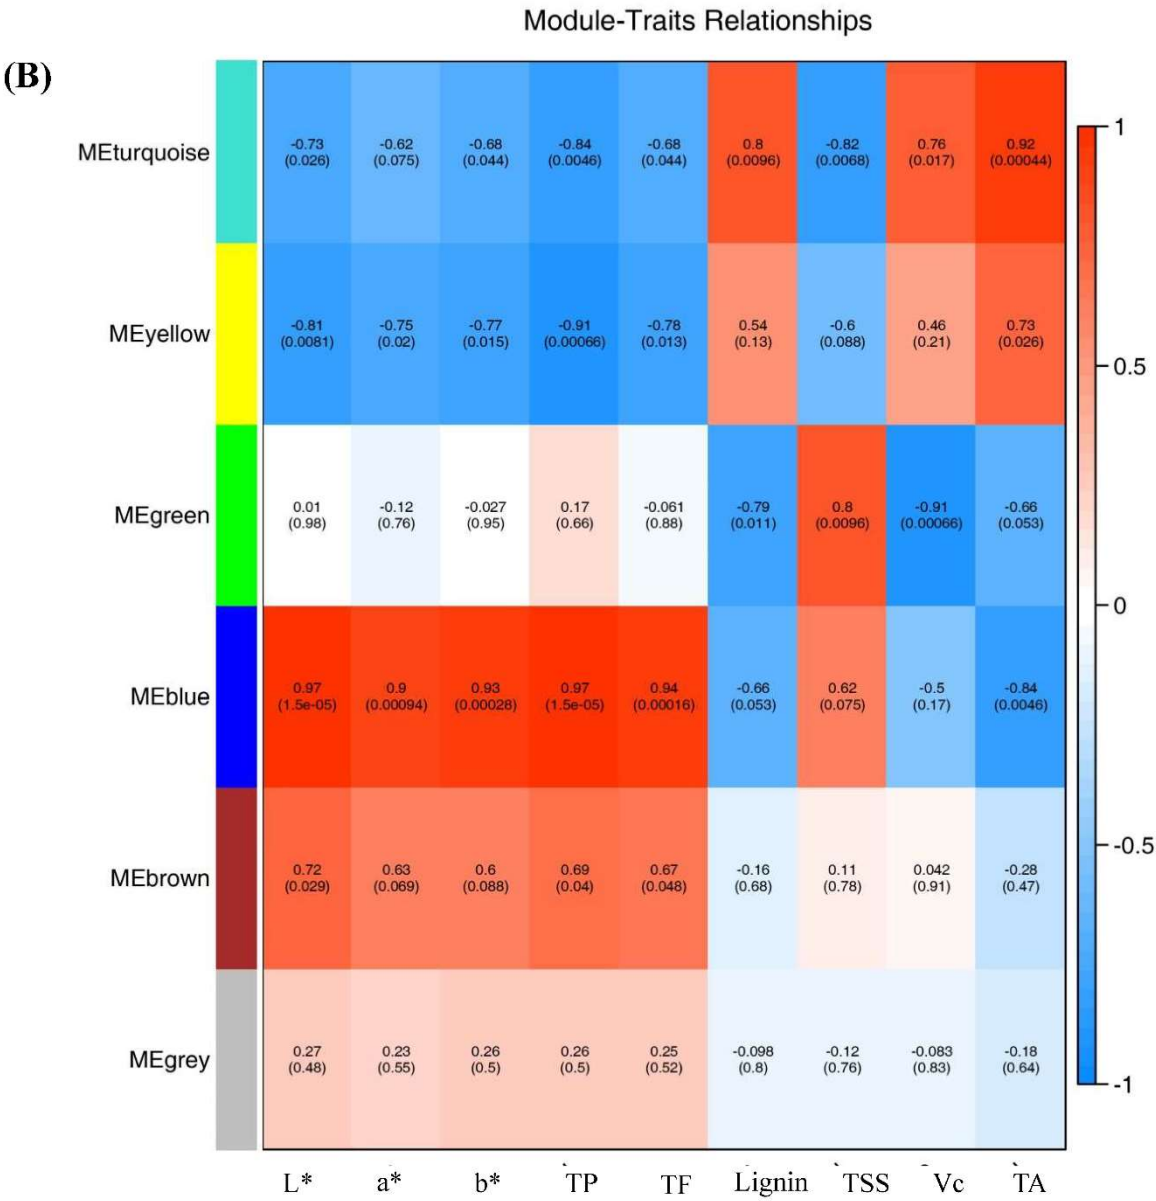 Module-Traits Relationships
(B)
MEturquoise
-0.73 -0.62 -0.68 -0.84 -0.68 0.8 -0.82 0.76 0.92
(0.026) (0.075) (0.044) (0.0046) (0.044) (0.0096) (0.0068) (0.017) (0.00044)
MEyellow
-0.81 -0.75 -0.77 -0.91 -0.78 0.54 -0.6 0.46 0.73
(0.0081) (0.02) (0.015) (0.00066) (0.013) (0.13) (0.088) (0.21) (0.026)
MEgreen
0.01 -0.12 -0.027 0.17 -0.061 -0.79 0.8 -0.91 -0.66
(0.98) (0.76) (0.95) (0.66) (0.88) (0.011) (0.0096) (0.00066) (0.053)
MEblue
0.97 0.9 0.93 0.97 0.94 -0.66 0.62 -0.5 -0.84
(1.5e-05) (0.00094) (0.00028) (1.5e-05) (0.00016) (0.053) (0.075) (0.17) (0.0046)
MEbrown
0.72 0.63 0.6 0.69 0.67 -0.16 0.11 0.042 -0.28
(0.029) (0.069) (0.088) (0.04) (0.048) (0.68) (0.78) (0.91) (0.47)
MEgrey
0.27 0.23 0.26 0.26 0.25 -0.098 -0.12 -0.083 -0.18
(0.48) (0.55) (0.5) (0.5) (0.52) (0.8) (0.76) (0.83) (0.64)
L* a* b* TP TF Lignin TSS Vc TA
1
0.5
0
-0.5
-1